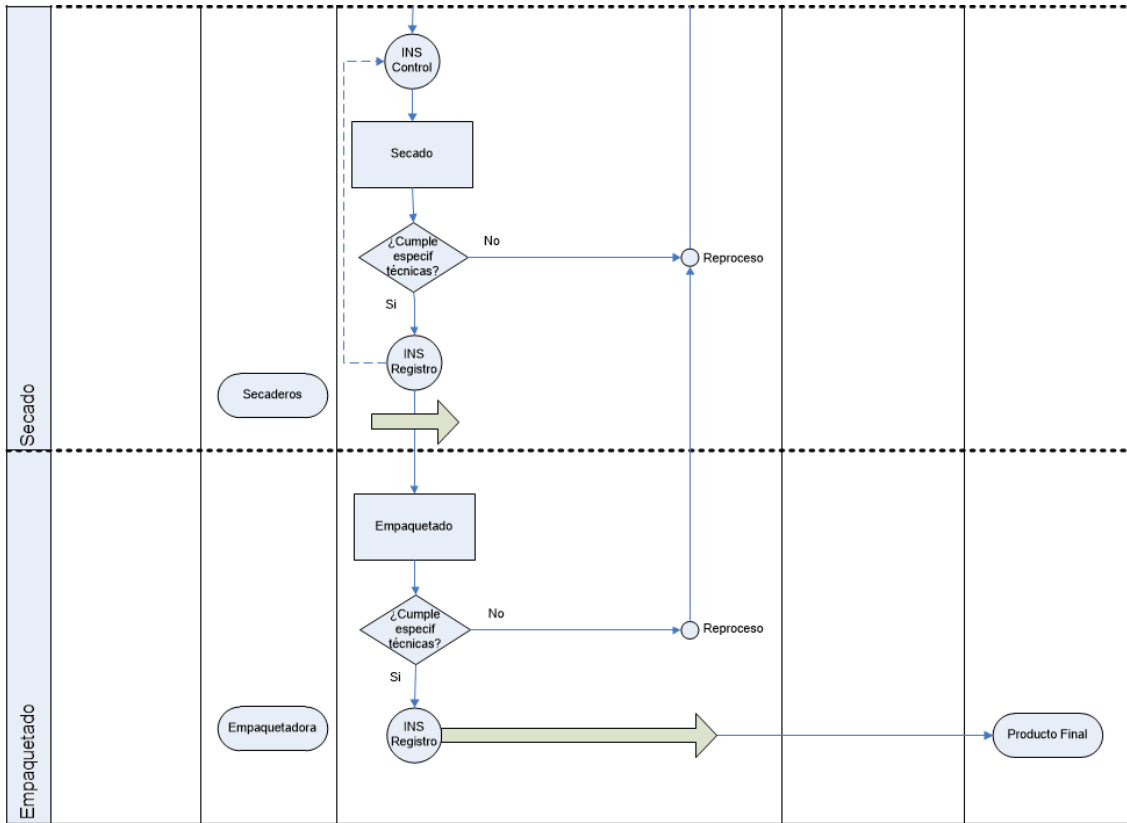 INS
Control
Secado
¿Cumple
especif
técnicas?
No
Reproceso
Si
INS
Registro
Secaderos
Secado
Empaquetado
¿Cumple
especif
técnicas?
No
Reproceso
Si
Empaquetadora
INS
Registro
Producto Final
Empaquetado